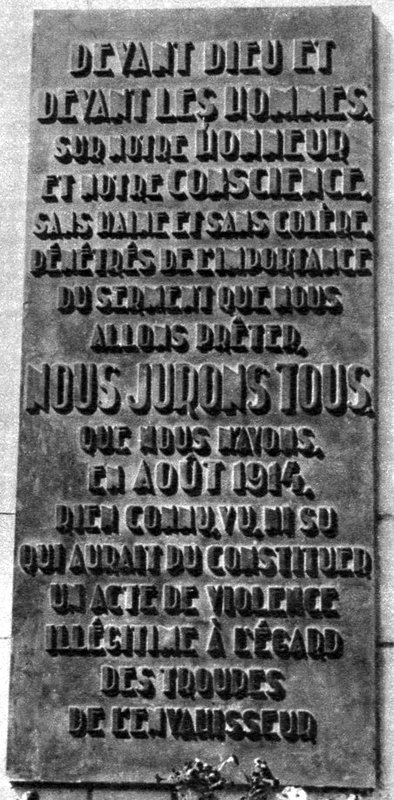 DEVANT DIEU ET
DEVANT LES HOMMES,
SUR NOTRE HONNEUR
ET NOTRE CONSCIENCE,
SANS HAINE ET SANS COLÈRE,
PÉNÉTRÉS DE L'IMPORTANCE
DU SERMENT QUE NOUS
ALLONS PRÊTER,
NOUS JURONS TOUS,
QUE NOUS N'AVONS,
EN AOÛT 1914,
RIEN CONNU, VU, NI SU
QUI AURAIT PU CONSTITUER
UN ACTE DE VIOLENCE
ILLÉGITIME À L'ÉGARD
DES TROUPES
DE L'ENVAHISSEUR